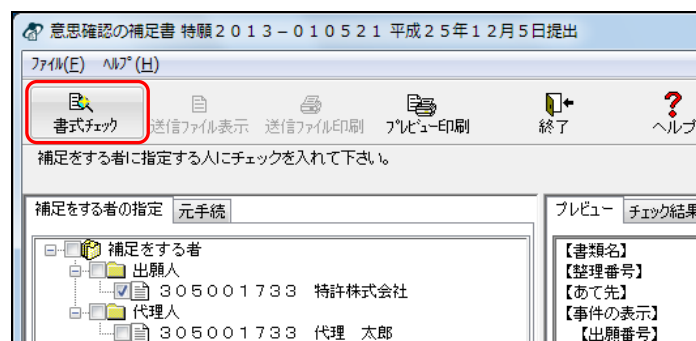 意思確認の補足書 特願２０１３－０１０５２１ 平成２５年１２月５日提出
ﾌｧｲﾙ(F) ﾍﾙﾌﾟ(H)
書式ﾁｪｯｸ 送信ﾌｧｲﾙ表示 送信ﾌｧｲﾙ印刷 ﾌﾟﾚﾋﾞｭｰ印刷 終了 ヘルプ
補足をする者に指定する人にチェックを入れて下さい。
補足をする者の指定 元手続 プレビュー チェック結果
補足をする者 【書類名】
出願人 【整理番号】
３０５００１７３３ 特許株式会社 【あて先】
代理人 【事件の表示】
３０５００１７３３ 代理 太郎 【出願番号】